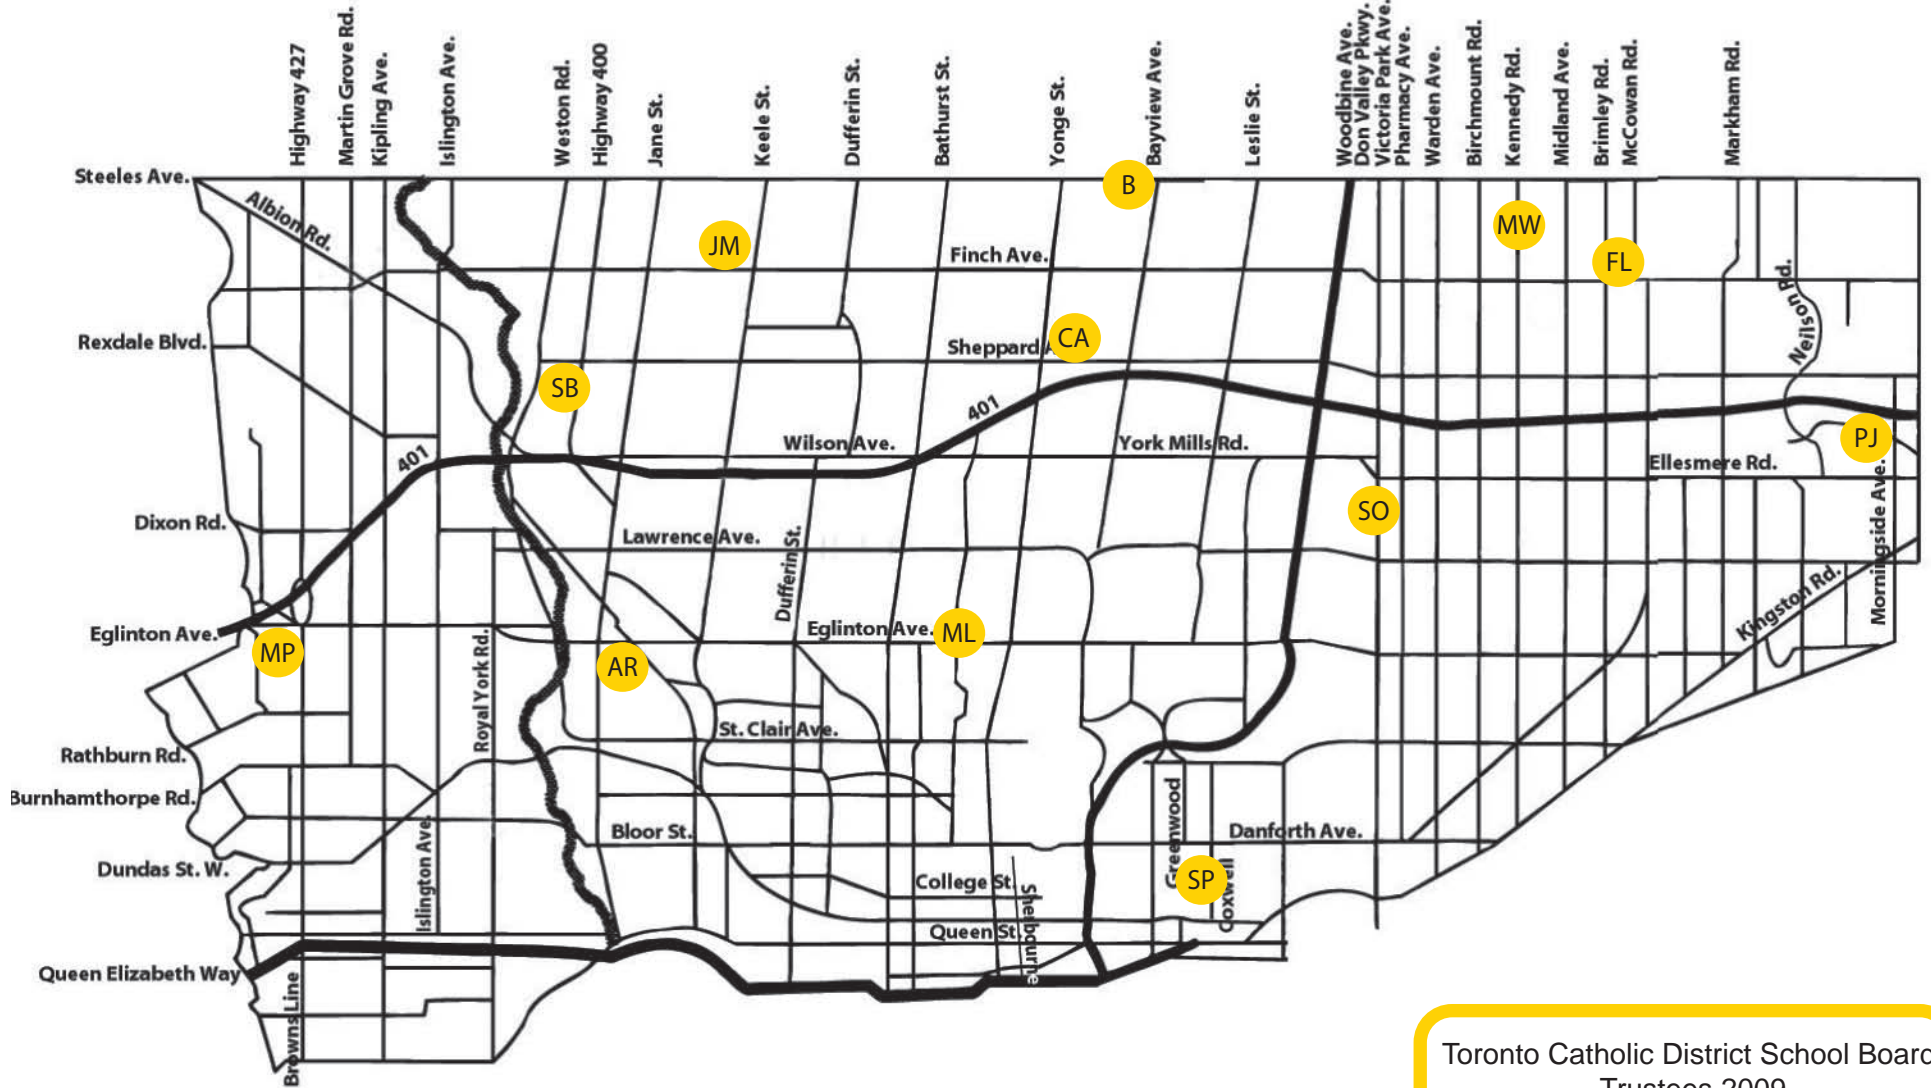 Highway 427
Martin Grove Rd.
Kipling Ave.
Islington Ave.
Weston Rd.
Highway 400
Jane St.
Keele St.
Dufferin St.
Bathurst St.
Yonge St.
Bayview Ave.
Leslie St.
Woodbine Ave.
Don Valley Pkwy.
Victoria Park Ave.
Pharmacy Ave.
Warden Ave.
Birchmount Rd.
Kennedy Rd.
Midland Ave.
Brimley Rd.
McCowan Rd.
Markham Rd.
Steeles Ave.
B
Albion Rd.
MW
JM
Finch Ave.
FL
Neilson Rd.
Rexdale Blvd.
Sheppard A
CA
SB
401
401
Wilson Ave.
York Mills Rd.
PJ
Ellesmere Rd.
SO
Dixon Rd.
Lawrence Ave.
Dufferin St.
Morningside Ave.
Kingston Rd.
Eglinton Ave.
Eglinton Ave.
ML
MP
AR
Royal York Rd.
St. Clair Ave.
Rathburn Rd.
Burnhamthorpe Rd.
Bloor St.
Danforth Ave.
Greenwood
Dundas St. W.
Islington Ave.
College St.
SP
Coxwell
Sherbourne
Queen St.
Queen Elizabeth Way
Browns Line
Toronto Catholic District School Board
Trustees 2009